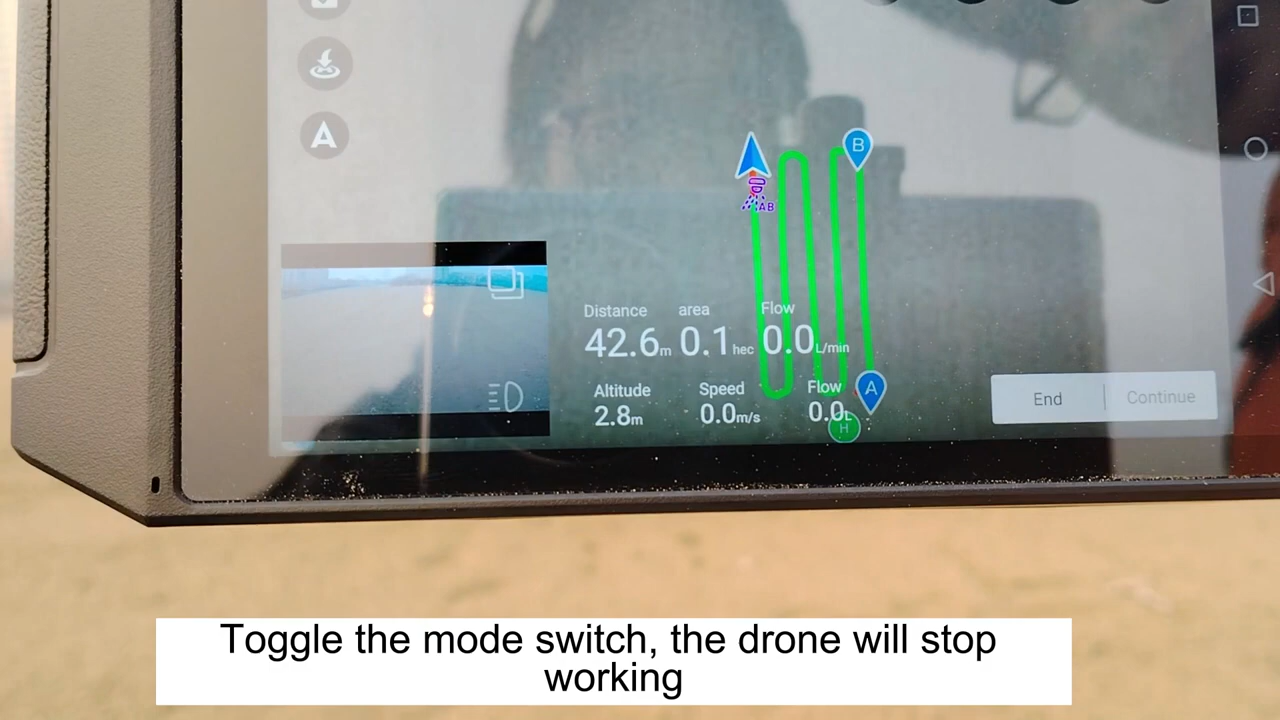 A
B
AB
Distance area Flow
42.6m 0.1hec 0.0L/min
Altitude Speed Flow A
2.8m 0.0m/s 0.0L
H
End Continue
Toggle the mode switch, the drone will stop
working